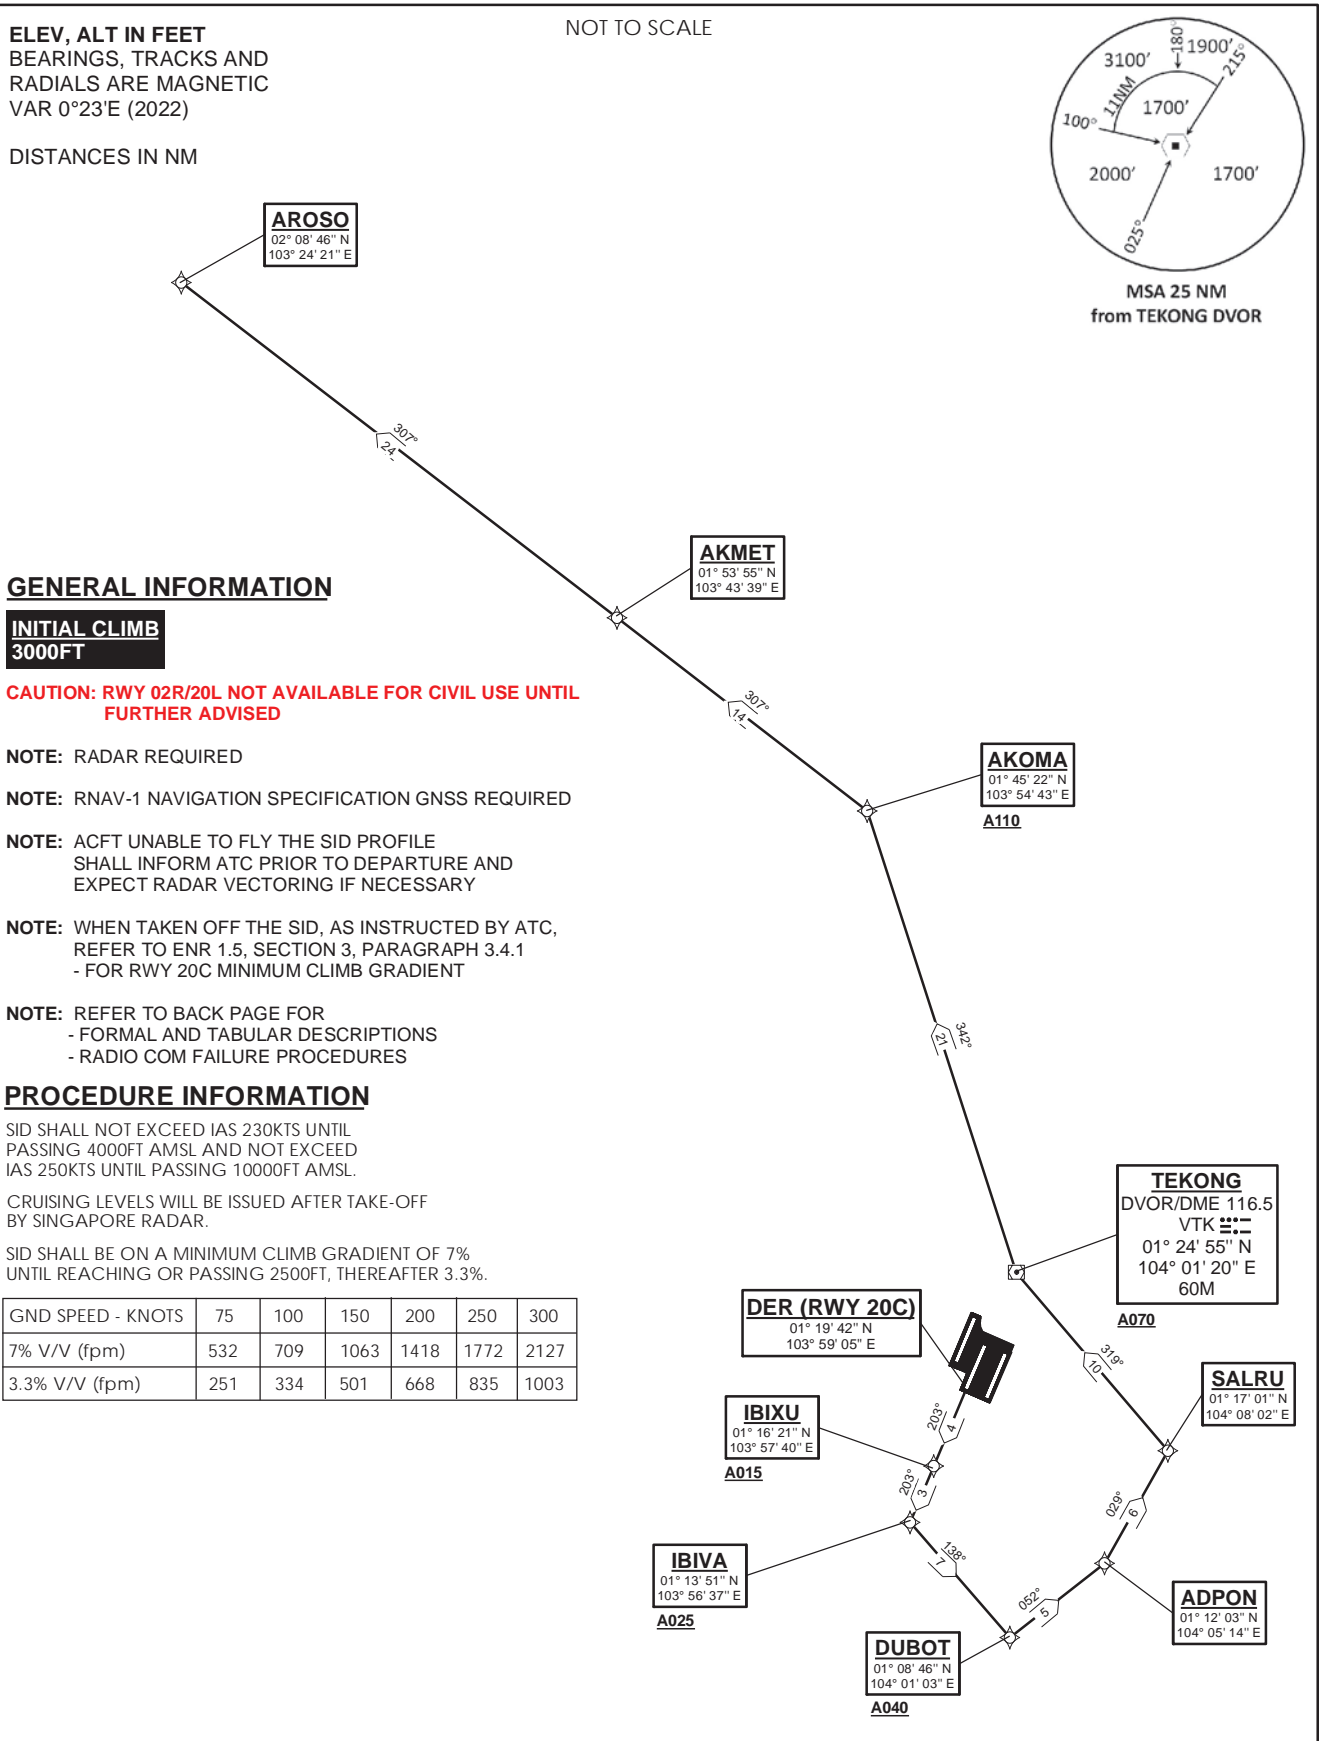 ELEV, ALT IN FEET
BEARINGS, TRACKS AND
RADIALS ARE MAGNETIC
VAR 0°23'E (2022)
DISTANCES IN NM
NOT TO SCALE
3100'
180°
1900'
215°
11NM
1700'
100°
2000'
1700'
025°
MSA 25 NM
from TEKONG DVOR
AROSO
02° 08' 46" N
103° 24' 21" E
307°
24
AKMET
01° 53' 55" N
103° 43' 39" E
307°
14
AKOMA
01° 45' 22" N
103° 54' 43" E
A110
342°
21
GENERAL INFORMATION
INITIAL CLIMB
3000FT
CAUTION: RWY 02R/20L NOT AVAILABLE FOR CIVIL USE UNTIL
FURTHER ADVISED
NOTE: RADAR REQUIRED
NOTE: RNAV-1 NAVIGATION SPECIFICATION GNSS REQUIRED
NOTE: ACFT UNABLE TO FLY THE SID PROFILE
SHALL INFORM ATC PRIOR TO DEPARTURE AND
EXPECT RADAR VECTORING IF NECESSARY
NOTE: WHEN TAKEN OFF THE SID, AS INSTRUCTED BY ATC,
REFER TO ENR 1.5, SECTION 3, PARAGRAPH 3.4.1
- FOR RWY 20C MINIMUM CLIMB GRADIENT
NOTE: REFER TO BACK PAGE FOR
- FORMAL AND TABULAR DESCRIPTIONS
- RADIO COM FAILURE PROCEDURES
PROCEDURE INFORMATION
SID SHALL NOT EXCEED IAS 230KTS UNTIL
PASSING 4000FT AMSL AND NOT EXCEED
IAS 250KTS UNTIL PASSING 10000FT AMSL.
CRUISING LEVELS WILL BE ISSUED AFTER TAKE-OFF
BY SINGAPORE RADAR.
SID SHALL BE ON A MINIMUM CLIMB GRADIENT OF 7%
UNTIL REACHING OR PASSING 2500FT, THEREAFTER 3.3%.
GND SPEED - KNOTS 75 100 150 200 250 300
7% V/V (fpm) 532 709 1063 1418 1772 2127
3.3% V/V (fpm) 251 334 501 668 835 1003
TEKONG
DVOR/DME 116.5
VTK
01° 24' 55" N
104° 01' 20" E
60M
A070
319°
10
DER (RWY 20C)
01° 19' 42" N
103° 59' 05" E
203°
4
SALRU
01° 17' 01" N
104° 08' 02" E
IBIXU
01° 16' 21" N
103° 57' 40" E
A015
203°
3
029°
6
IBIVA
01° 13' 51" N
103° 56' 37" E
A025
138°
7
052°
5
ADPON
01° 12' 03" N
104° 05' 14" E
DUBOT
01° 08' 46" N
104° 01' 03" E
A040